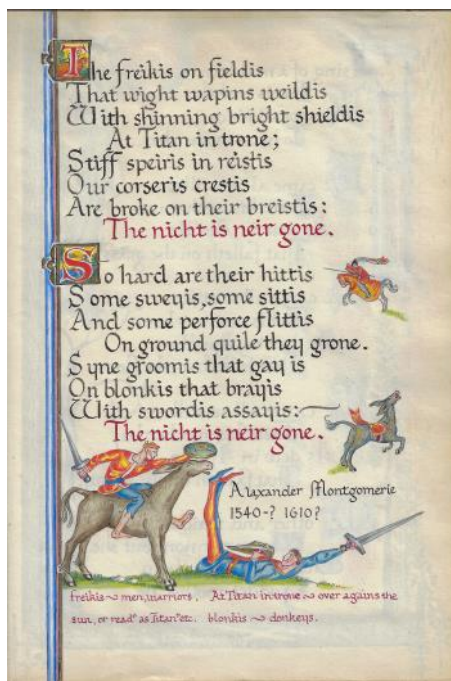 The freikis on fieldis
That wight wapins weildis
With shinning bright shieldis
At Titan in trone;
Stiff speiris in reistis
Our corseris crestis
Are broke on their breistis:
The nicht is neir gone.
So hard are their hittis
Some sweyis, some sittis
And some perforce flittis
On ground quile they grone.
Syne groomis that gay is
On blonkis that brayis
With swordis assayis:
The nicht is neir gone.
Alyxander Montgomerie
1540-? 1610?
freikis ~ men, warriors. At Titan in trone ~ over agains the
sun, or read "as Titan" etc. blonkis ~ donkeys.